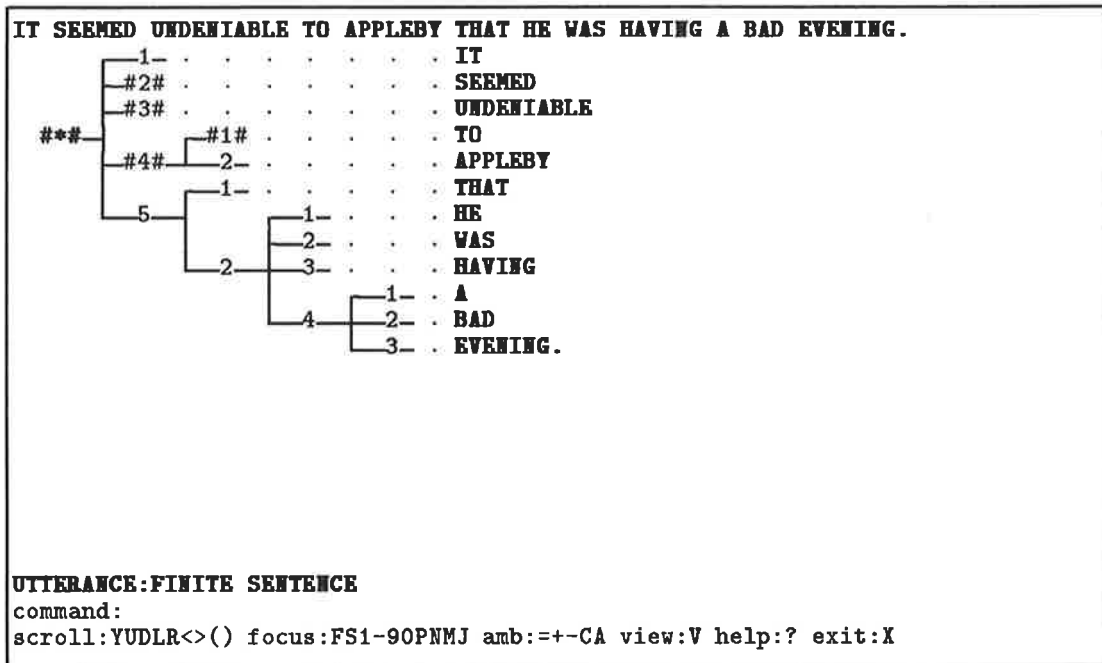 IT SEEMED UNDENIABLE TO APPLEBY THAT HE WAS HAVING A BAD EVENING.
1 . . . . . . . IT
#2# . . . . . . . SEEMED
#3# . . . . . . . UNDENIABLE
#*# #1# . . . . . TO
#4# 2 . . . . . APPLEBY
1 . . . . . THAT
5 1 . . . HE
2 . . . WAS
2 3 . . . HAVING
1 . A
4 2 . BAD
3 . EVENING.
UTTERANCE:FINITE SENTENCE
command:
scroll:YUDLR<>() focus:FS1-90PNMJ amb:=+-CA view:V help:? exit:X